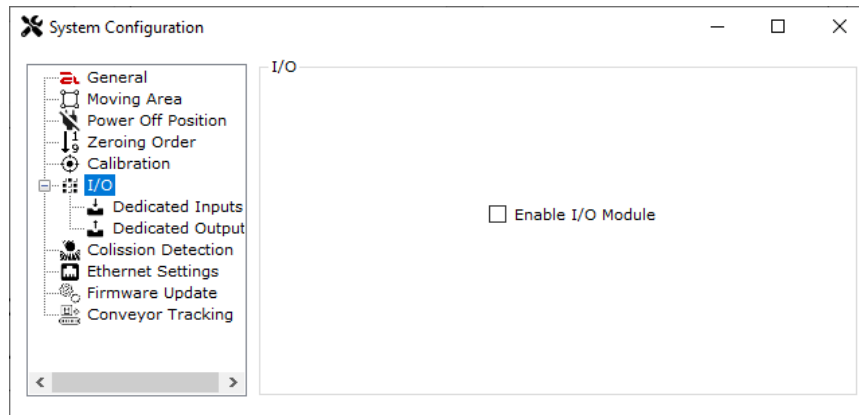 System Configuration
I/O
General
Moving Area
Power Off Position
Zeroing Order
Calibration
I/O
Dedicated Inputs
Dedicated Output
Colission Detection
Ethernet Settings
Firmware Update
Conveyor Tracking
Enable I/O Module